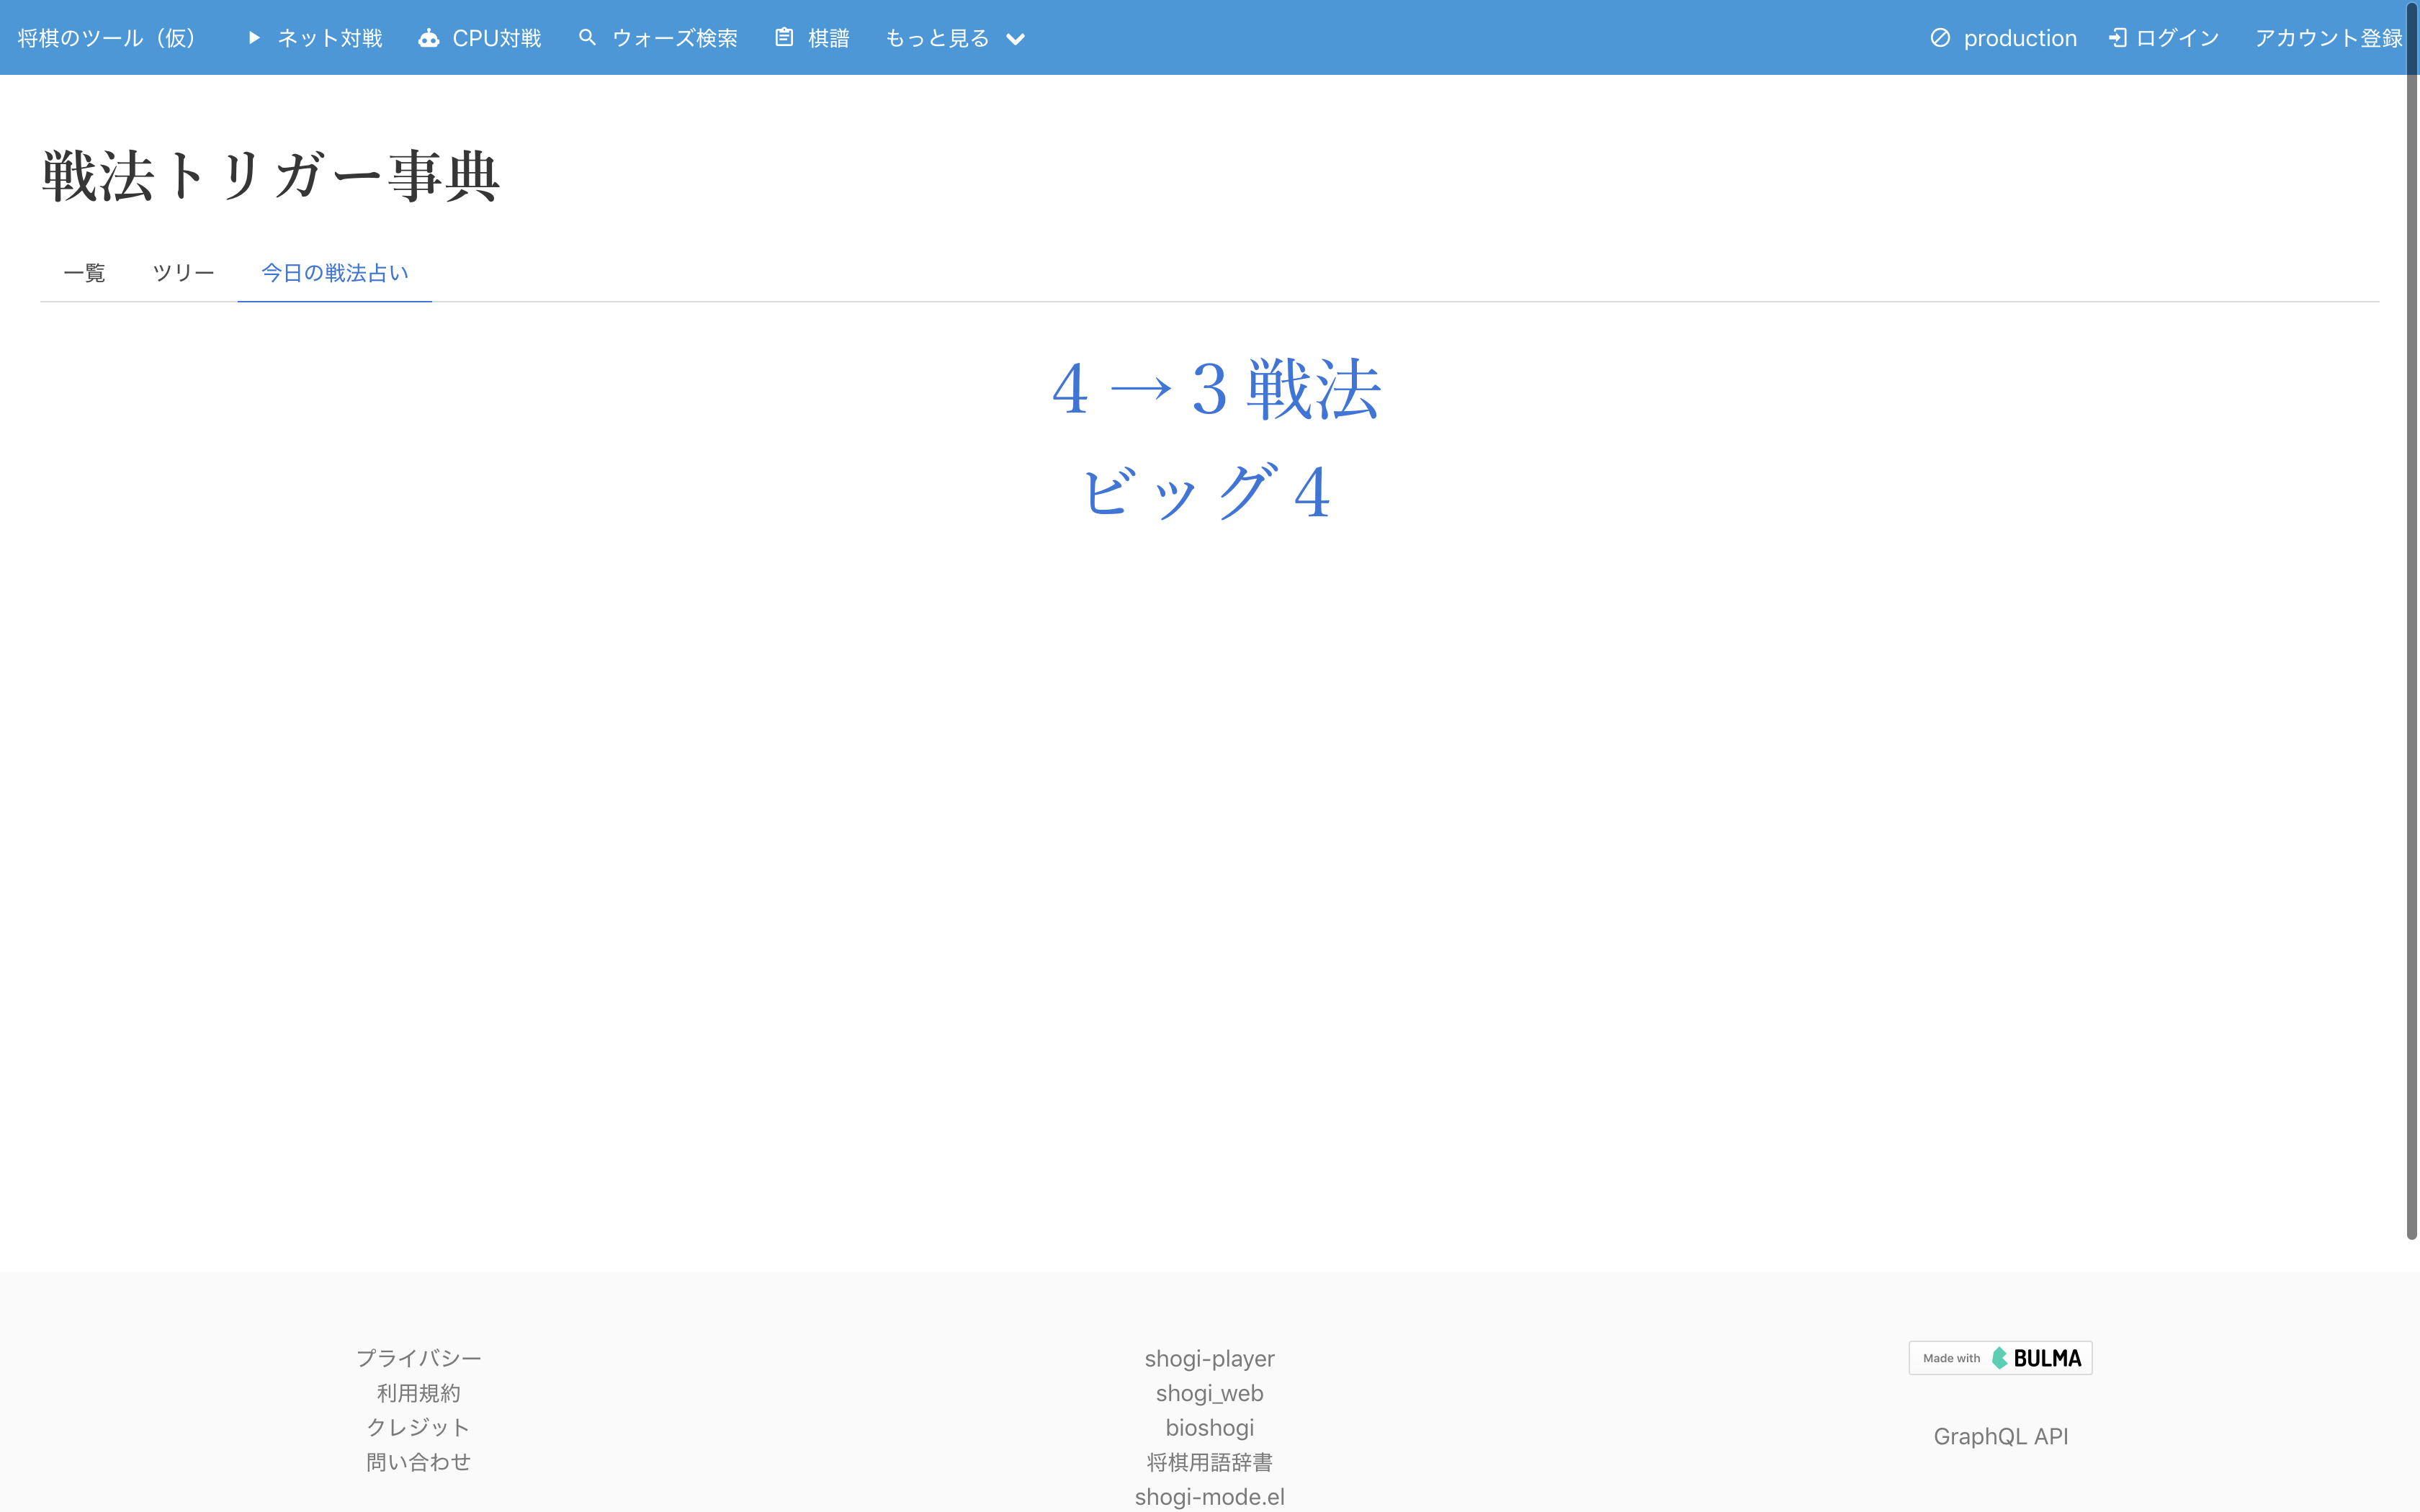 将棋のツール（仮） ネット対戦 CPU対戦 ウォーズ検索 棋譜 もっと見る production ログイン アカウント登録
戦法トリガー事典
一覧 ツリー 今日の戦法占い
4→3戦法
ビッグ4
プライバシー
利用規約
クレジット
問い合わせ
shogi-player
shogi_web
bioshogi
将棋用語辞書
shogi-mode.el
Made with BULMA
GraphQL API